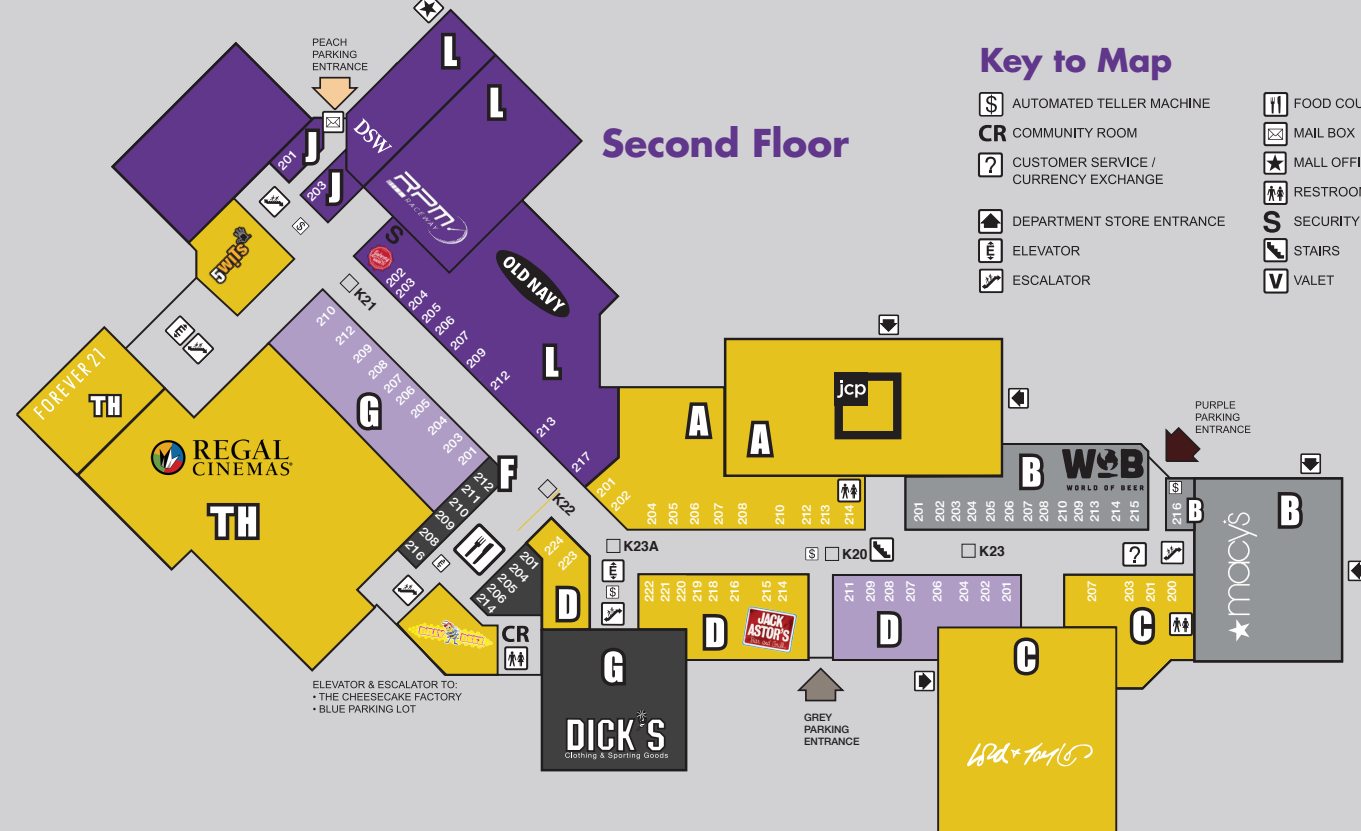 Key to Map
$ AUTOMATED TELLER MACHINE
CR COMMUNITY ROOM
? CUSTOMER SERVICE /
CURRENCY EXCHANGE
DEPARTMENT STORE ENTRANCE
E ELEVATOR
ESCALATOR
FOOD COU
MAIL BOX
MALL OFFI
RESTROOM
S SECURITY
STAIRS
V VALET
Second Floor
PEACH
PARKING
ENTRANCE
L
L
DSW
RPM
RACEWAY
J
201
J
203
$
5wits
S
OLD NAVY
202
203
204
205
206
207
209
212
213
217
L
K21
FOREVER 21
TH
REGAL
CINEMAS
TH
210
212
209
208
207
206
205
204
203
201
G
F
212
211
210
209
208
216
E
E
K22
201
204
205
206
214
224
223
D
CR
ELEVATOR & ESCALATOR TO:
• THE CHEESECAKE FACTORY
• BLUE PARKING LOT
G
DICK'S
Clothing & Sporting Goods
A
A
jcp
201
202
204
205
206
207
208
210
212
213
214
K23A
E
$
$
K20
K23
222
221
220
219
218
216
215
214
D
JACK
ASTOR'S
211
209
208
207
206
204
202
201
D
GREY
PARKING
ENTRANCE
B
WOB
WORLD OF BEER
201
202
203
204
205
206
207
208
210
209
213
214
215
PURPLE
PARKING
ENTRANCE
$
216
B
B
macy's
?
207
203
201
200
C
C
Lord & Taylor